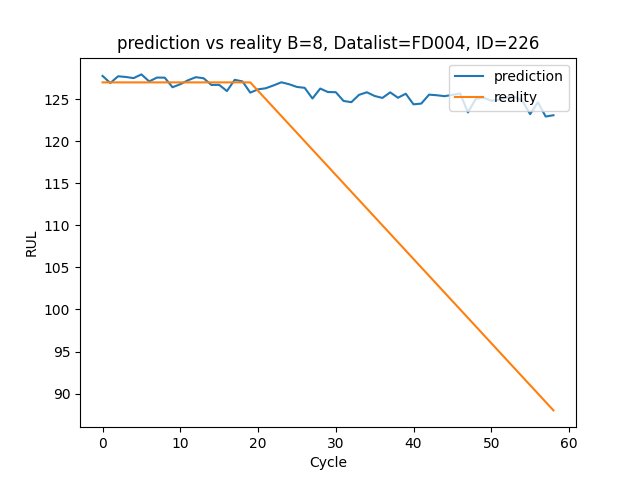 prediction vs reality B=8, Datalist=FD004, ID=226
prediction
reality
RUL
125
120
115
110
105
100
95
90
0 10 20 30 40 50 60
Cycle